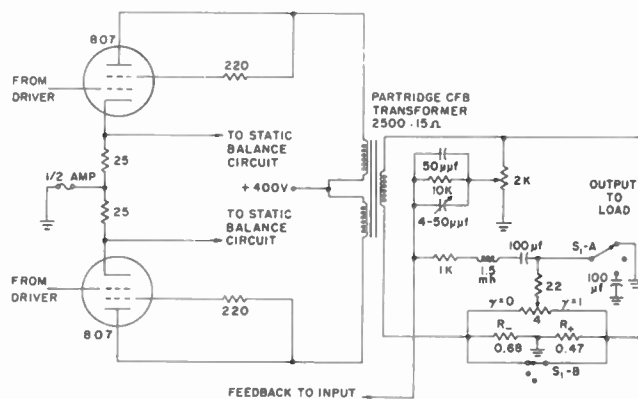 807
220
FROM
DRIVER
PARTRIDGE CFB
TRANSFORMER
2500 · 15Ω
TO STATIC
BALANCE
CIRCUIT
25
1/2 AMP
+400V
50μμf
10K
4-50μμf
2K
OUTPUT
TO
LOAD
25
TO STATIC
BALANCE
CIRCUIT
1K
1.5
mh
100μf
S₁-A
100
μf
22
γ=0
γ=1
4
FROM
DRIVER
220
807
R₋
0.68
R₊
0.47
S₁-B
FEEDBACK TO INPUT